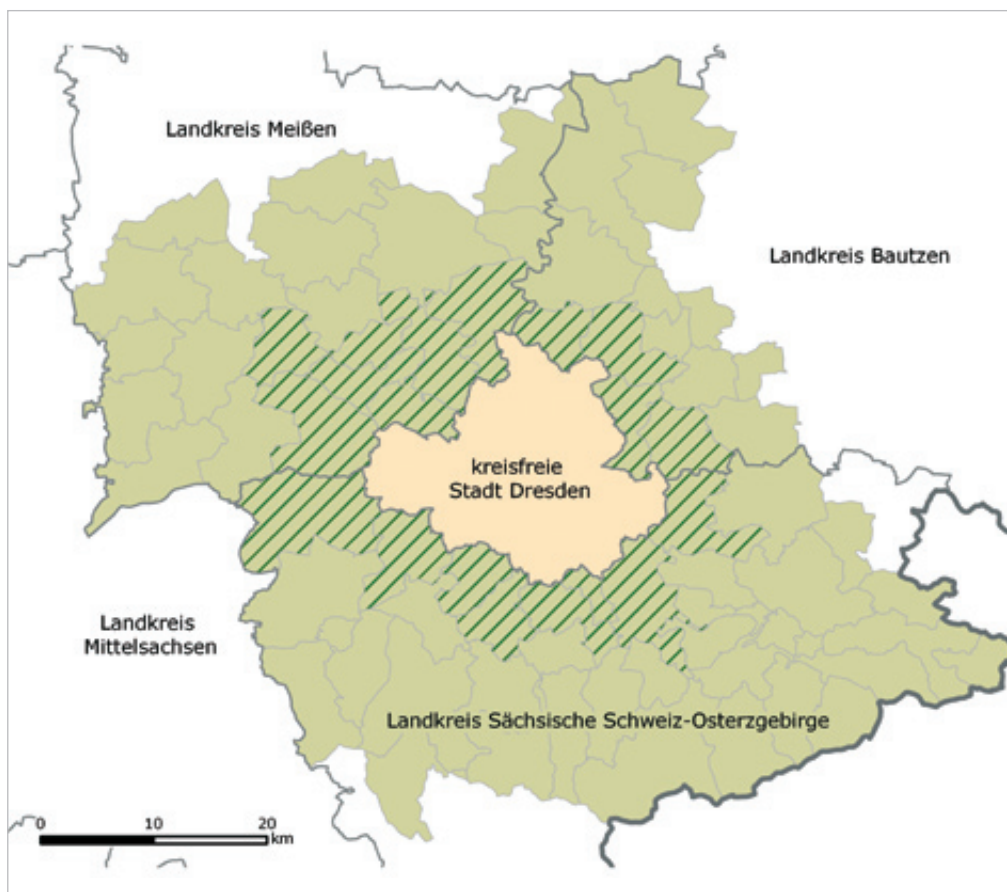 Landkreis Meißen
Landkreis Bautzen
kreisfreie
Stadt Dresden
Landkreis
Mittelsachsen
Landkreis Sächsische Schweiz-Osterzgebirge
0 10 20
km